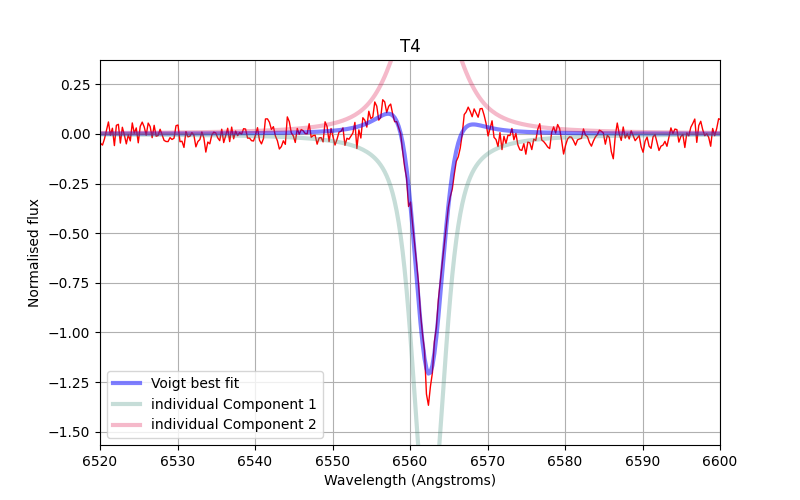 T4
Normalised flux
0.25
0.00
−0.25
−0.50
−0.75
−1.00
−1.25
−1.50
Voigt best fit
individual Component 1
individual Component 2
6520 6530 6540 6550 6560 6570 6580 6590 6600
Wavelength (Angstroms)